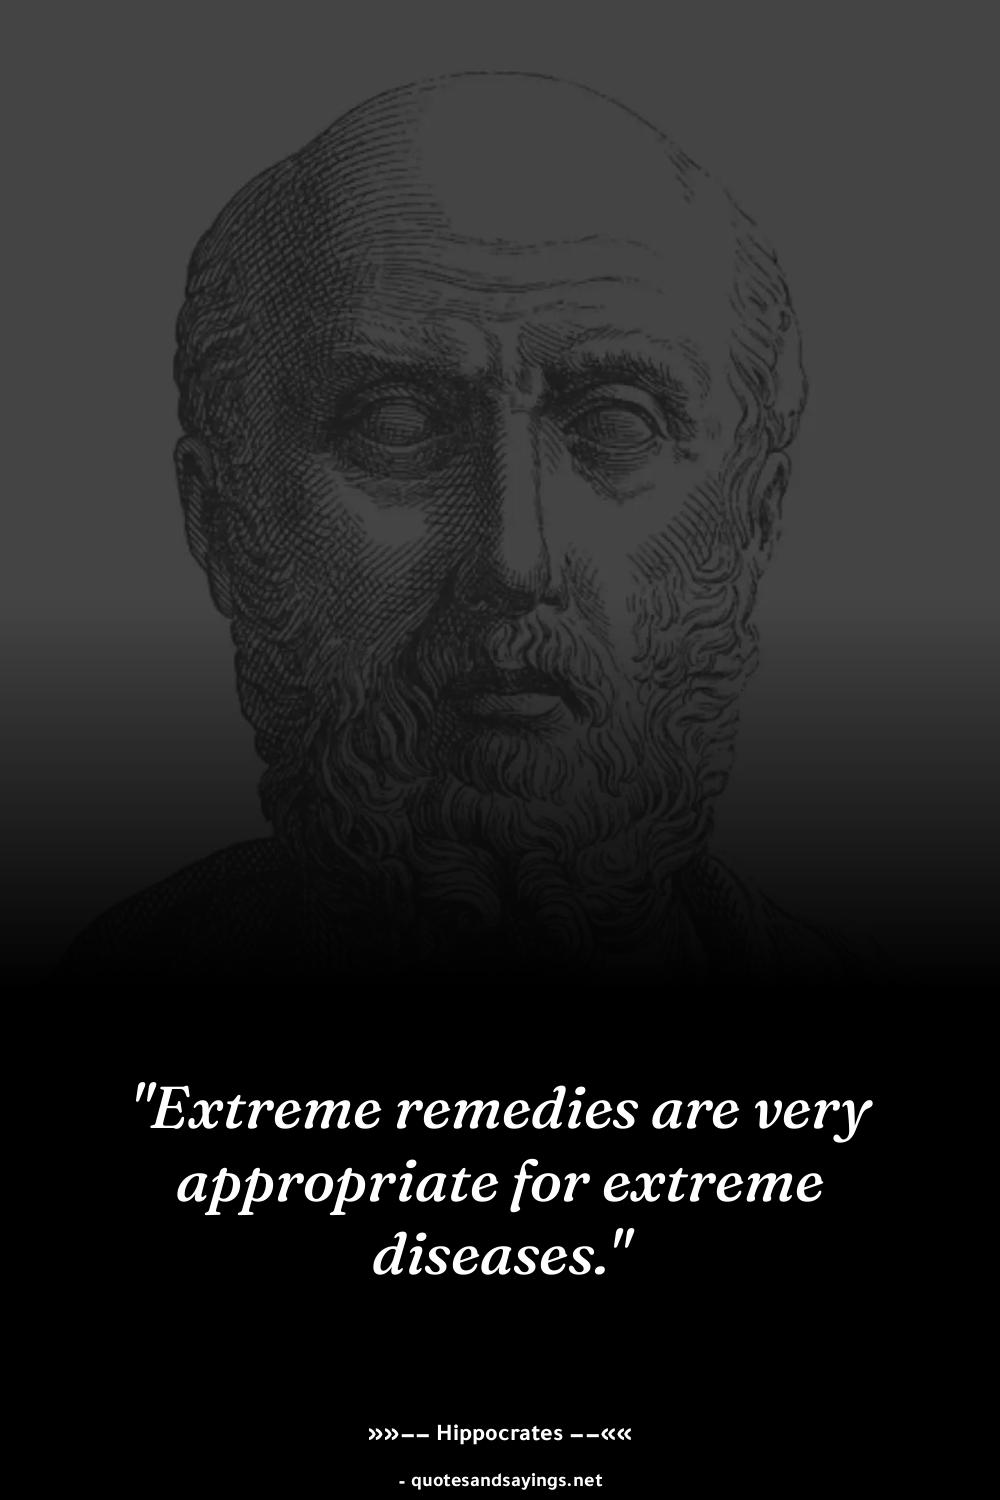 "Extreme remedies are very
appropriate for extreme
diseases."
»»–– Hippocrates ––««
- quotesandsayings.net